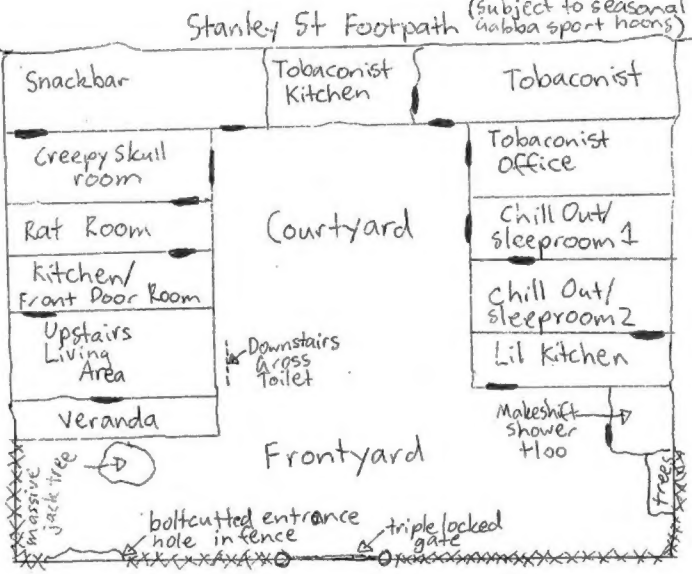 Stanley St Footpath
(subject to seasonal
Gabba sport hoons)
Snackbar
Tobaconist
Kitchen
Tobaconist
Creepy Skull
room
Tobaconist
Office
Rat Room
Courtyard
Chill Out/
sleeproom 1
Kitchen/
Front Door Room
Chill Out/
sleeproom 2
Upstairs
Living
Area
Downstairs
Gross
Toilet
Lil Kitchen
Veranda
Makeshift
shower
+loo
massive
jack tree
Frontyard
trees
boltcutted entrance
hole in fence
triple locked
gate